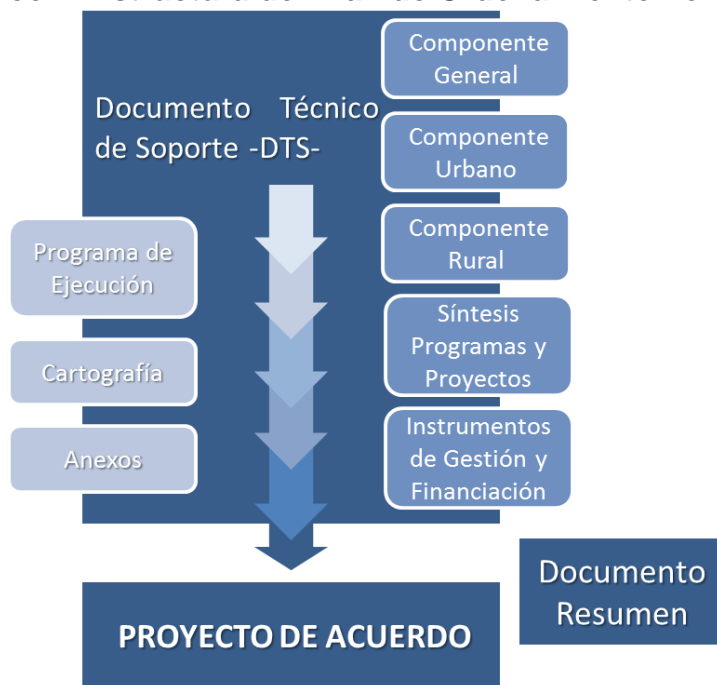 Documento Técnico
de Soporte -DTS-
Componente
General
Componente
Urbano
Componente
Rural
Síntesis
Programas y
Proyectos
Instrumentos
de Gestión y
Financiación
Programa de
Ejecución
Cartografía
Anexos
PROYECTO DE ACUERDO
Documento
Resumen